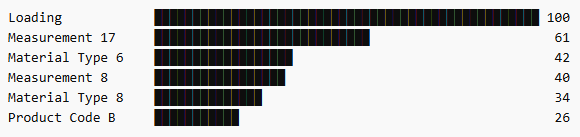 Loading 100
Measurement 17 61
Material Type 6 42
Measurement 8 40
Material Type 8 34
Product Code B 26